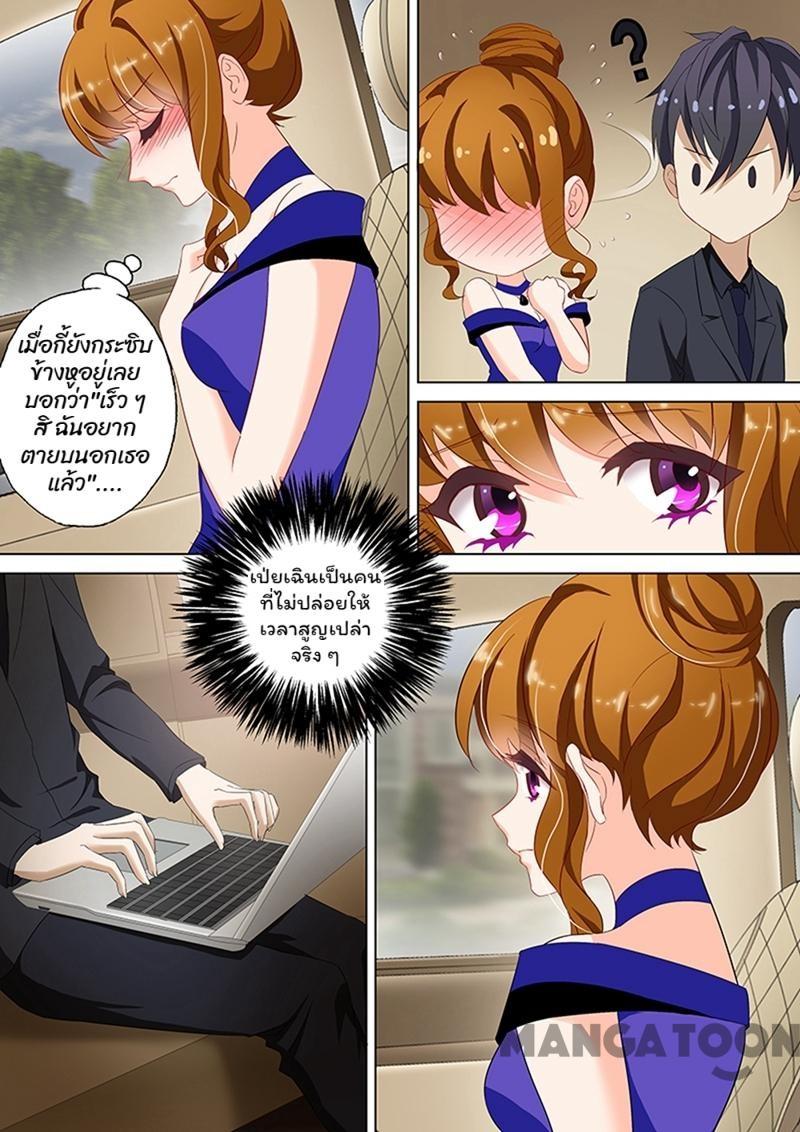 ?
เมื่อกี้ยังกระซิบ
ข้างหูอยู่เลย
บอกว่า"เร็ว ๆ
สิ ฉันอยาก
ตายบนอกเธอ
แล้ว"....
เป่ยเฉินเป็นคน
ที่ไม่ปล่อยให้
เวลาสูญเปล่า
จริง ๆ
MANGATOON